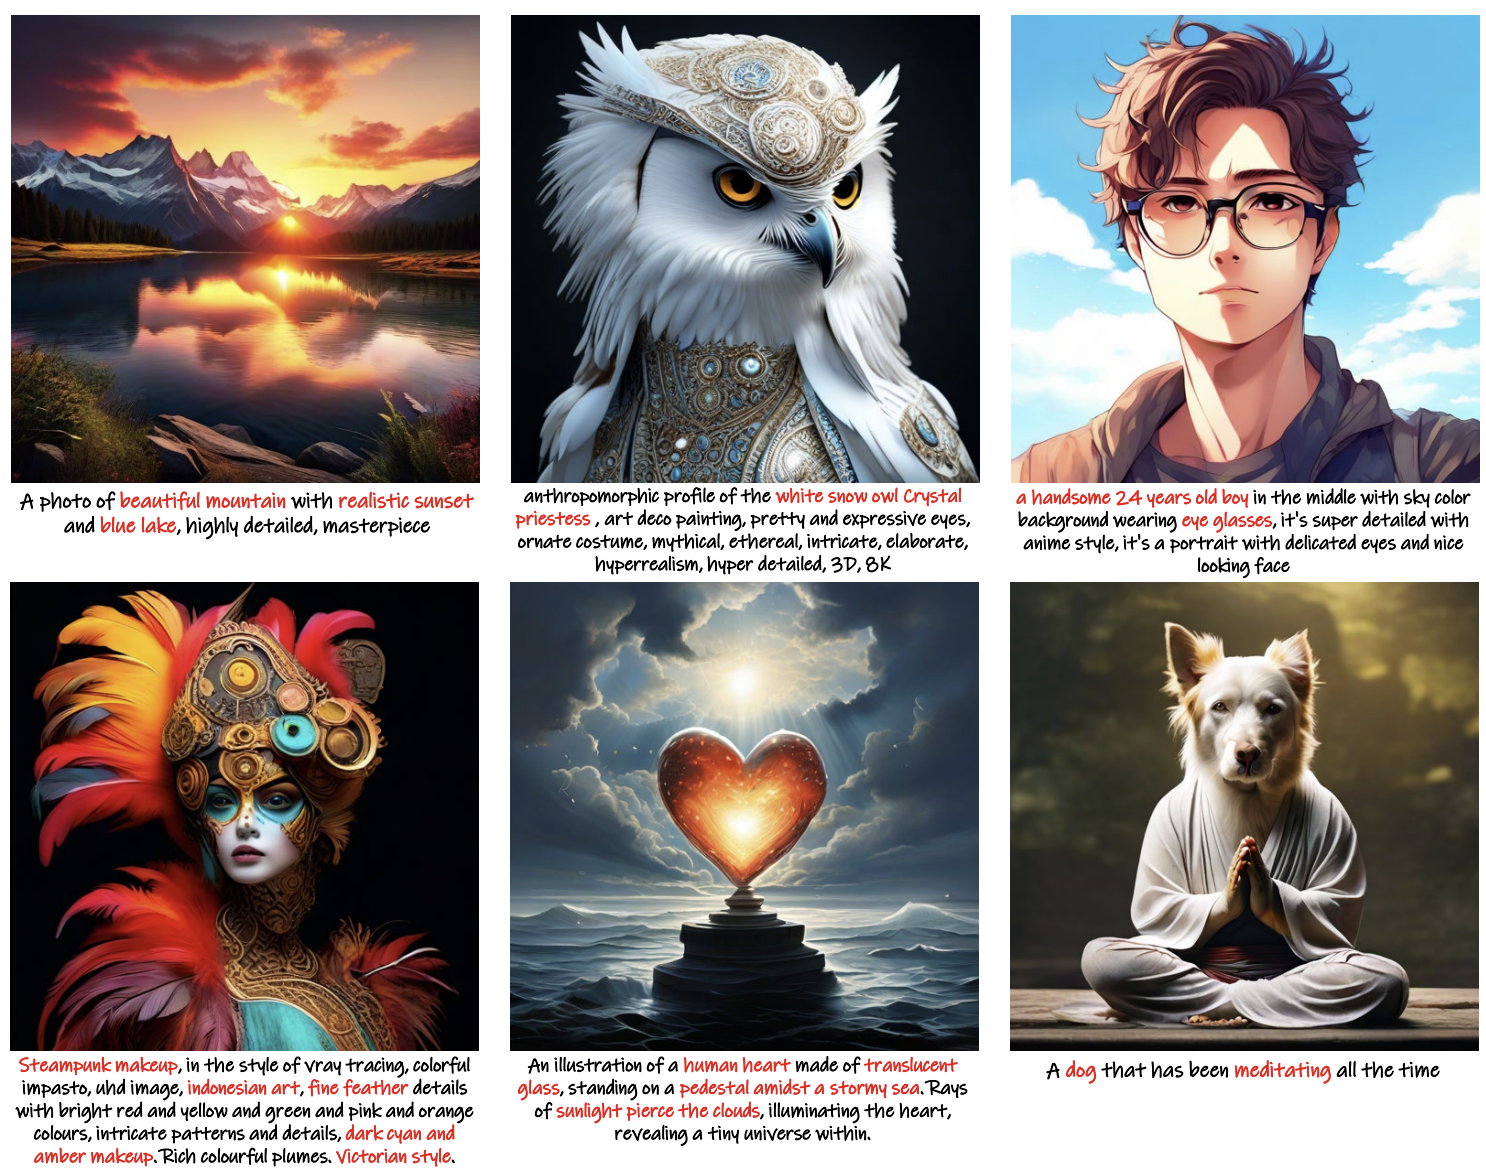 A photo of beautiful mountain with realistic sunset
and blue lake, highly detailed, masterpiece
anthropomorphic profile of the white snow owl Crystal
priestess , art deco painting, pretty and expressive eyes,
ornate costume, mythical, ethereal, intricate, elaborate,
hyperrealism, hyper detailed, 3D, 8K
a handsome 24 years old boy in the middle with sky color
background wearing eye glasses, it's super detailed with
anime style, it's a portrait with delicated eyes and nice
looking face
Steampunk makeup, in the style of vray tracing, colorful
impasto, uhd image, indonesian art, fine feather details
with bright red and yellow and green and pink and orange
colours, intricate patterns and details, dark cyan and
amber makeup. Rich colourful plumes. Victorian style.
An illustration of a human heart made of translucent
glass, standing on a pedestal amidst a stormy sea. Rays
of sunlight pierce the clouds, illuminating the heart,
revealing a tiny universe within.
A dog that has been meditating all the time